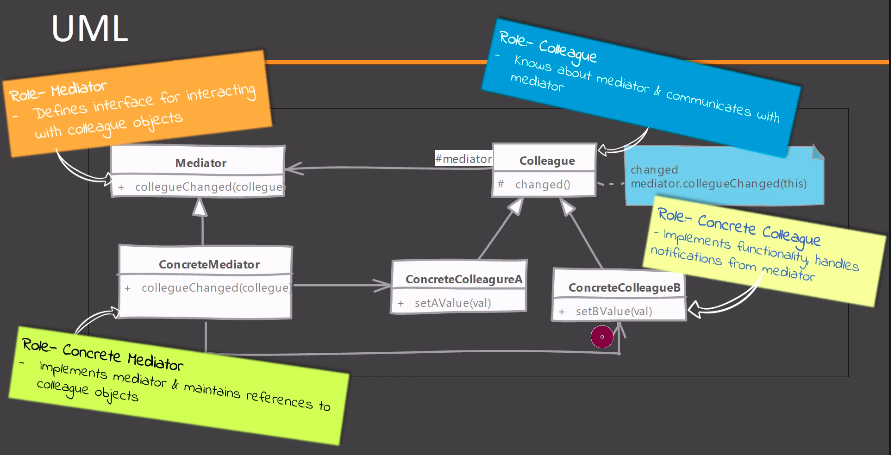 UML
Role- Mediator
- Defines interface for interacting
with colleague objects
Role- Colleague
- Knows about mediator & communicates with
mediator
Mediator
+ collegueChanged(collegue
#mediator
Colleague
# changed()
changed
mediator.collegueChanged(this)
Role- Concrete Colleague
- Implements functionality, handles
notifications from mediator
ConcreteMediator
+ collegueChanged(collegue
ConcreteColleagureA
+ setAValue(val)
ConcreteColleagueB
+ setBValue(val)
Role- Concrete Mediator
- Implements mediator & maintains references to
colleague objects